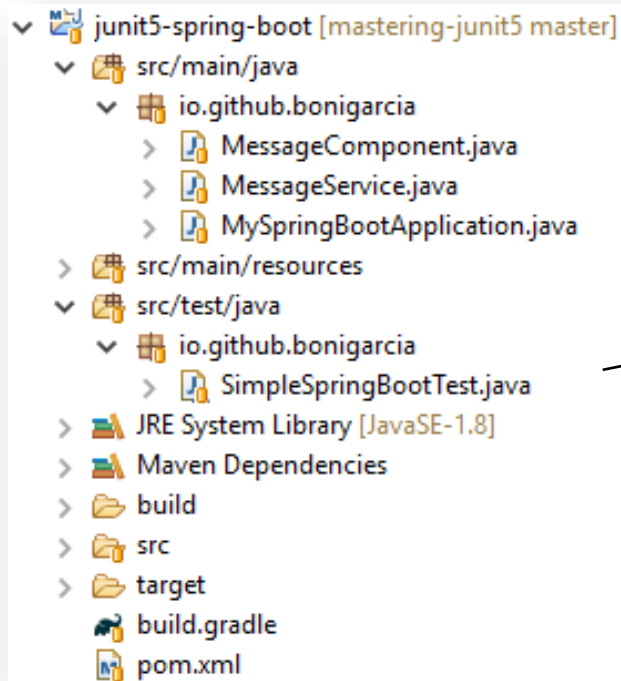 junit5-spring-boot [mastering-junit5 master]
src/main/java
io.github.bonigarcia
MessageComponent.java
MessageService.java
MySpringBootApplication.java
src/main/resources
src/test/java
io.github.bonigarcia
SimpleSpringBootTest.java
JRE System Library [JavaSE-1.8]
Maven Dependencies
build
src
target
build.gradle
pom.xml